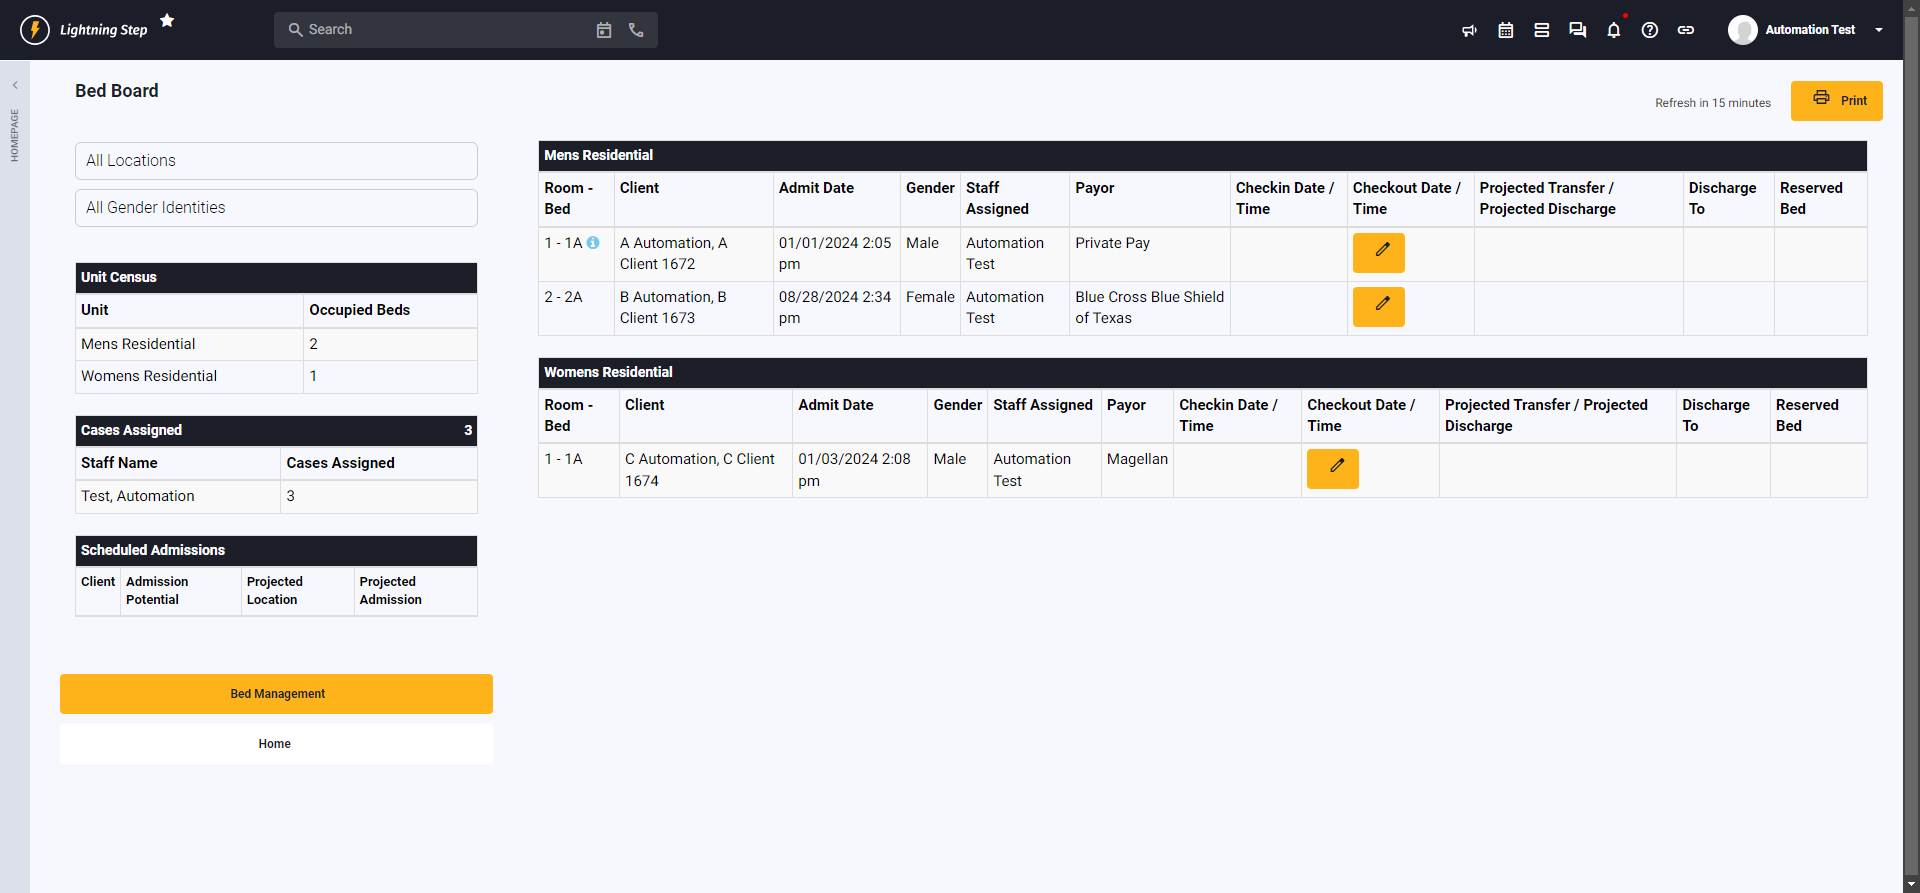 Lightning Step
Search
Automation Test
HOMEPAGE
Bed Board
Refresh in 15 minutes
Print
All Locations
All Gender Identities
Unit Census
Unit Occupied Beds
Mens Residential 2
Womens Residential 1
Cases Assigned 3
Staff Name Cases Assigned
Test, Automation 3
Scheduled Admissions
Client Admission Projected Projected
Potential Location Admission
Bed Management
Home
Mens Residential
Room - Client Admit Date Gender Staff Payor Checkin Date / Checkout Date / Projected Transfer / Discharge Reserved
Bed Assigned Time Time Projected Discharge To Bed
1 - 1A A Automation, A 01/01/2024 2:05 Male Automation Private Pay
Client 1672 pm Test
2 - 2A B Automation, B 08/28/2024 2:34 Female Automation Blue Cross Blue Shield
Client 1673 pm Test of Texas
Womens Residential
Room - Client Admit Date Gender Staff Assigned Payor Checkin Date / Checkout Date / Projected Transfer / Projected Discharge Reserved
Bed Time Time Discharge To Bed
1 - 1A C Automation, C Client 01/03/2024 2:08 Male Automation Magellan
1674 pm Test